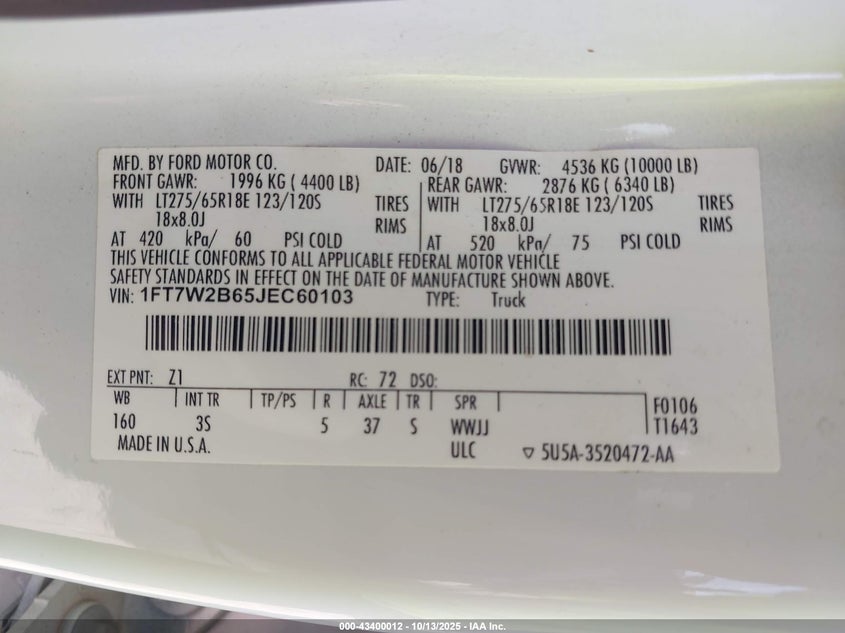 MFD. BY FORD MOTOR CO. DATE: 06/18 GVWR: 4536 KG (10000 LB)
FRONT GAWR: 1996 KG ( 4400 LB) REAR GAWR: 2876 KG ( 6340 LB)
WITH LT275/65R18E 123/120S TIRES WITH LT275/65R18E 123/120S TIRES
18x8.0J RIMS 18x8.0J RIMS
AT 420 kPa/ 60 PSI COLD AT 520 kPa/ 75 PSI COLD
THIS VEHICLE CONFORMS TO ALL APPLICABLE FEDERAL MOTOR VEHICLE
SAFETY STANDARDS IN EFFECT ON THE DATE OF MANUFACTURE SHOWN ABOVE.
VIN: 1FT7W2B65JEC60103 TYPE: Truck
EXT PNT: Z1 RC: 72 DSO:
WB INT TR TP/PS R AXLE TR SPR F0106
160 3S 5 37 S WWJJ T1643
MADE IN U.S.A. ULC ▽ 5U5A-3520472-AA
000-43400012 - 10/13/2025 - IAA Inc.